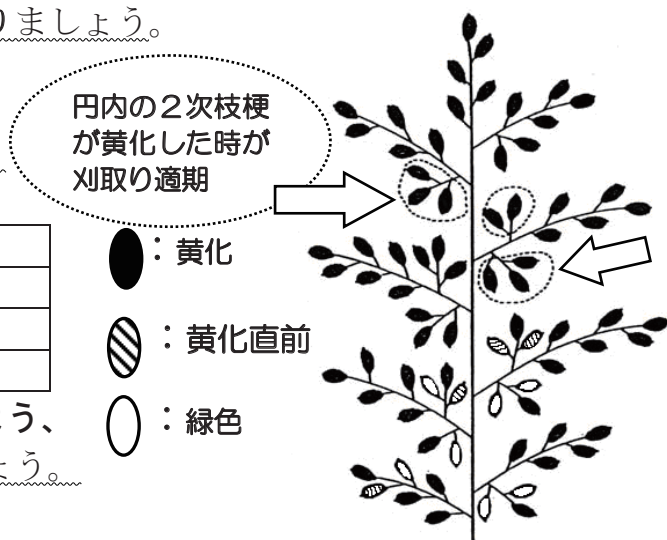 りましょう。
円内の２次枝梗
が黄化した時が
刈取り適期
：黄化
：黄化直前
：緑色
う、
ょう。